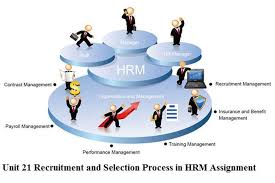 Manager
HRM
Contract Management
Recruitment Management
Insurance and Benefit
Management
Payroll Management
Training Management
Performance Management
Unit 21 Recruitment and Selection Process in HRM Assignment